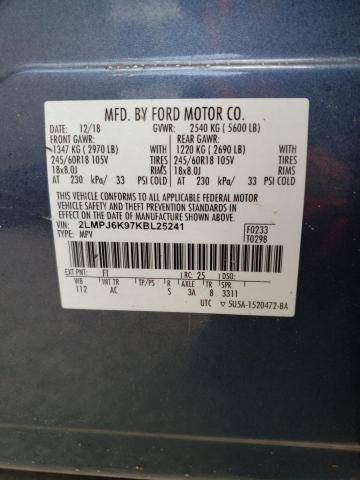 MFD. BY FORD MOTOR CO.
DATE: 12/18 GVWR: 2540 KG ( 5600 LB)
FRONT GAWR: REAR GAWR:
1347 KG ( 2970 LB) 1220 KG ( 2690 LB)
245/60R18 105V TIRES 245/60R18 105V TIRES
18x8.0J RIMS 18x8.0J RIMS
AT 230 kPa/ 33 PSI COLD AT 230 kPa/ 33 PSI COLD
THIS VEHICLE CONFORMS TO ALL APPLICABLE FEDERAL MOTOR
VEHICLE SAFETY AND THEFT PREVENTION STANDARDS IN
EFFECT ON THE DATE OF MANUFACTURE SHOWN ABOVE.
VIN: 2LMPJ6K97KBL25241 F0233
TYPE: MPV T0298
EXT PNT: FT RC: 25 DSO:
WB INT TR TP/PS R AXLE TR SPR
112 AC S 3A 8 3311
UTC 5U5A-1520472-BA